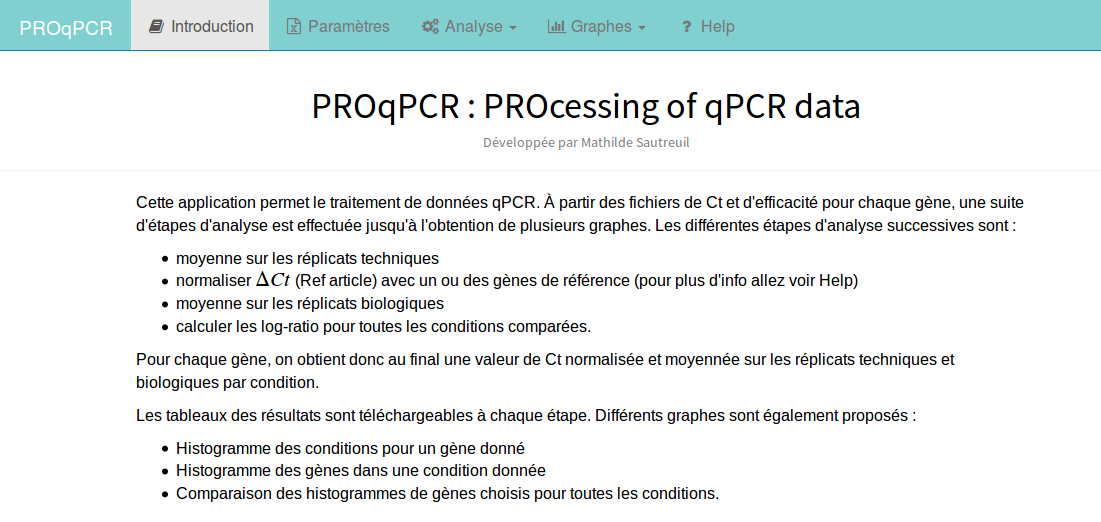 PROqPCR Introduction Paramètres Analyse Graphes ? Help
PROqPCR : PROcessing of qPCR data
Développée par Mathilde Sautreuil
Cette application permet le traitement de données qPCR. À partir des fichiers de Ct et d'efficacité pour chaque gène, une suite
d'étapes d'analyse est effectuée jusqu'à l'obtention de plusieurs graphes. Les différentes étapes d'analyse successives sont :
• moyenne sur les réplicats techniques
• normaliser ΔCt (Ref article) avec un ou des gènes de référence (pour plus d'info allez voir Help)
• moyenne sur les réplicats biologiques
• calculer les log-ratio pour toutes les conditions comparées.
Pour chaque gène, on obtient donc au final une valeur de Ct normalisée et moyennée sur les réplicats techniques et
biologiques par condition.
Les tableaux des résultats sont téléchargeables à chaque étape. Différents graphes sont également proposés :
• Histogramme des conditions pour un gène donné
• Histogramme des gènes dans une condition donnée
• Comparaison des histogrammes de gènes choisis pour toutes les conditions.